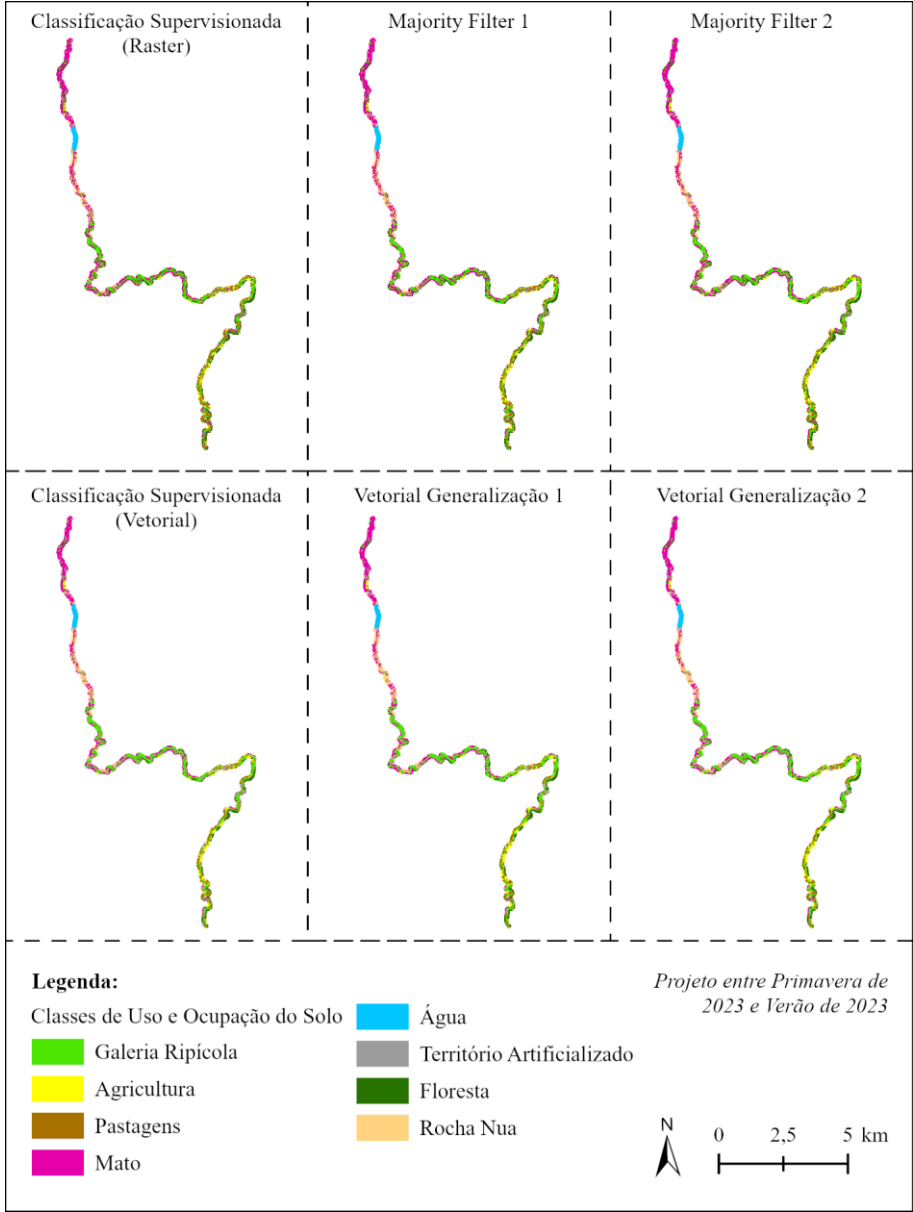 Classificação Supervisionada
(Raster)
Majority Filter 1
Majority Filter 2
Classificação Supervisionada
(Vetorial)
Vetorial Generalização 1
Vetorial Generalização 2
Legenda:
Classes de Uso e Ocupação do Solo
Galeria Ripícola
Agricultura
Pastagens
Mato
Água
Território Artificializado
Floresta
Rocha Nua
Projeto entre Primavera de
2023 e Verão de 2023
N
0 2,5 5 km